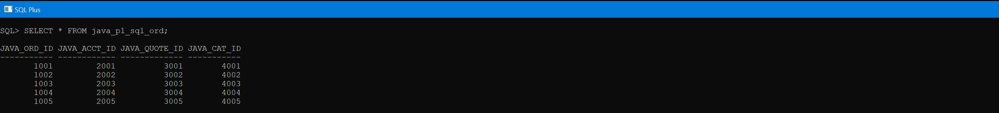 SQL Plus
SQL> SELECT * FROM java_pl_sql_ord;
JAVA_ORD_ID JAVA_ACCT_ID JAVA_QUOTE_ID JAVA_CAT_ID
----------- ------------ ------------- -----------
1001 2001 3001 4001
1002 2002 3002 4002
1003 2003 3003 4003
1004 2004 3004 4004
1005 2005 3005 4005